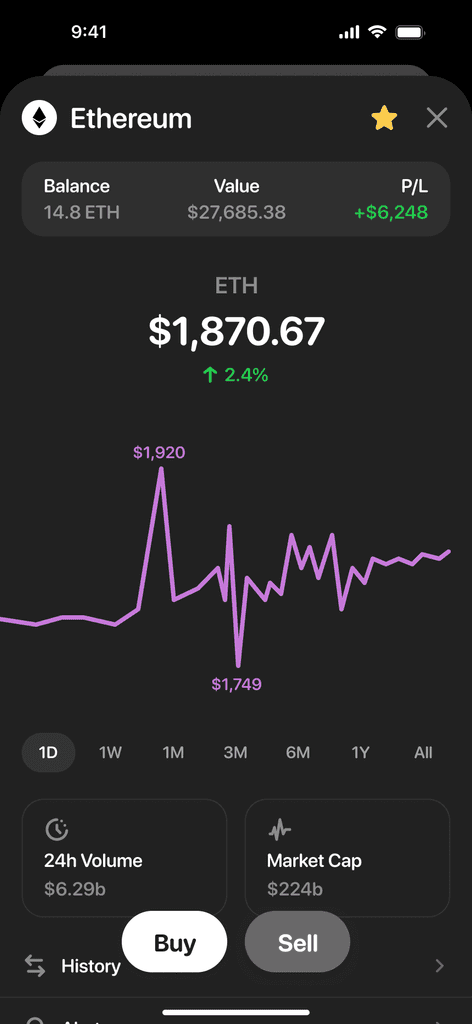 9:41
Ethereum
Balance Value P/L
14.8 ETH $27,685.38 +$6,248
ETH
$1,870.67
↑ 2.4%
$1,920
$1,749
1D 1W 1M 3M 6M 1Y All
24h Volume Market Cap
$6.29b $224b
Buy Sell
History